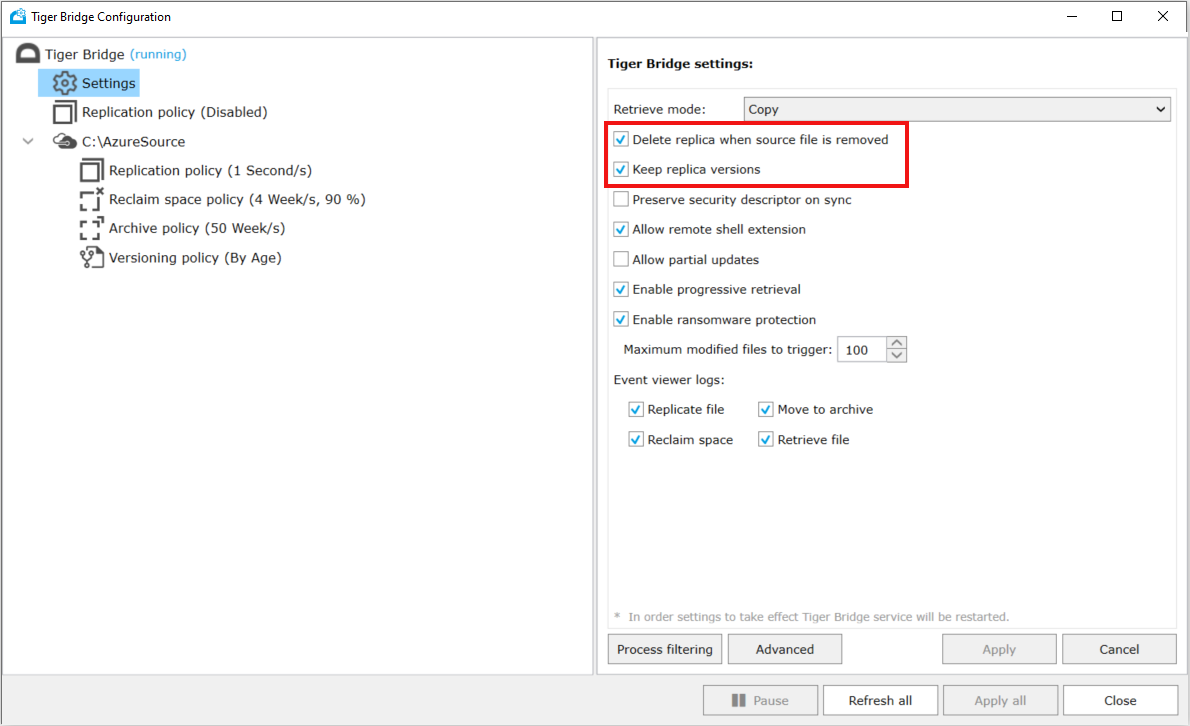 Tiger Bridge Configuration
Tiger Bridge (running)
Settings
Replication policy (Disabled)
C:\AzureSource
Replication policy (1 Second/s)
Reclaim space policy (4 Week/s, 90 %)
Archive policy (50 Week/s)
Versioning policy (By Age)
Tiger Bridge settings:
Retrieve mode: Copy
Delete replica when source file is removed
Keep replica versions
Preserve security descriptor on sync
Allow remote shell extension
Allow partial updates
Enable progressive retrieval
Enable ransomware protection
Maximum modified files to trigger: 100
Event viewer logs:
Replicate file Move to archive
Reclaim space Retrieve file
* In order settings to take effect Tiger Bridge service will be restarted.
Process filtering Advanced Apply Cancel
Pause Refresh all Apply all Close